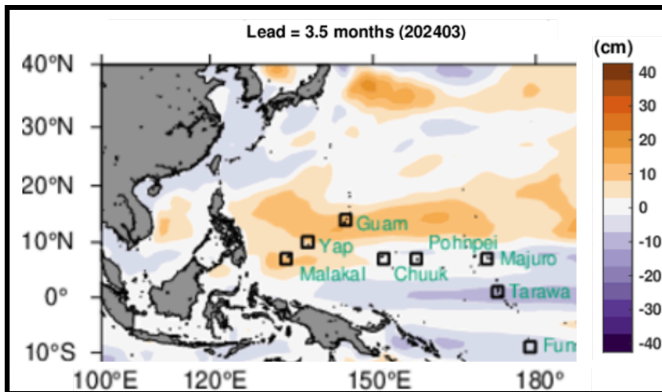 Lead = 3.5 months (202403)
(cm)
40°N
30°N
20°N
10°N
0°
10°S
100°E
120°E
150°E
180°
Guam
Yap
Pohnpei
Malakal
Chuuk
Majuro
Tarawa
Fun
40
30
20
10
0
-10
-20
-30
-40